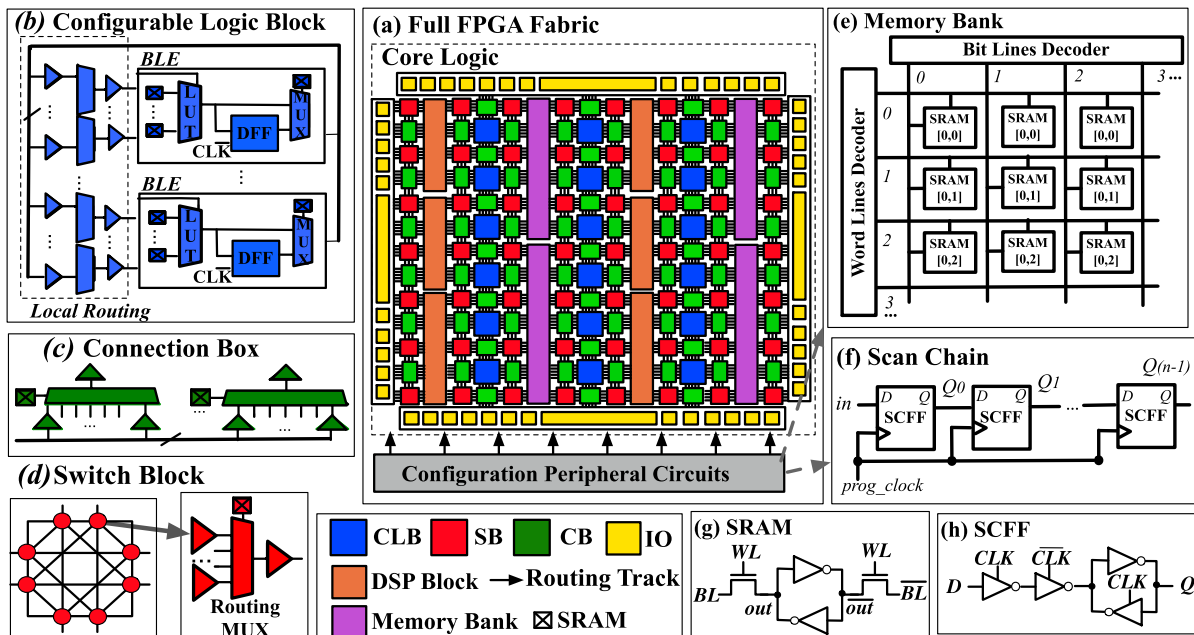 (b) Configurable Logic Block
BLE
LUT
MUX
DFF
CLK
...
BLE
LUT
MUX
DFF
CLK
Local Routing
(c) Connection Box
...
...
...
(d) Switch Block
...
Routing
MUX
(a) Full FPGA Fabric
Core Logic
Configuration Peripheral Circuits
CLB
SB
CB
IO
DSP Block
Routing Track
Memory Bank
SRAM
(e) Memory Bank
Bit Lines Decoder
Word Lines Decoder
0
1
2
3 ...
0
SRAM
[0,0]
SRAM
[0,0]
SRAM
[0,0]
1
SRAM
[0,1]
SRAM
[0,1]
SRAM
[0,1]
2
SRAM
[0,2]
SRAM
[0,2]
SRAM
[0,2]
3
...
(f) Scan Chain
in
D Q
SCFF
Q0
D Q
SCFF
Q1
...
Q(n-1)
D Q
SCFF
prog_clock
(g) SRAM
WL
WL
BL
out
out
BL
(h) SCFF
D
CLK
CLK
CLK
Q